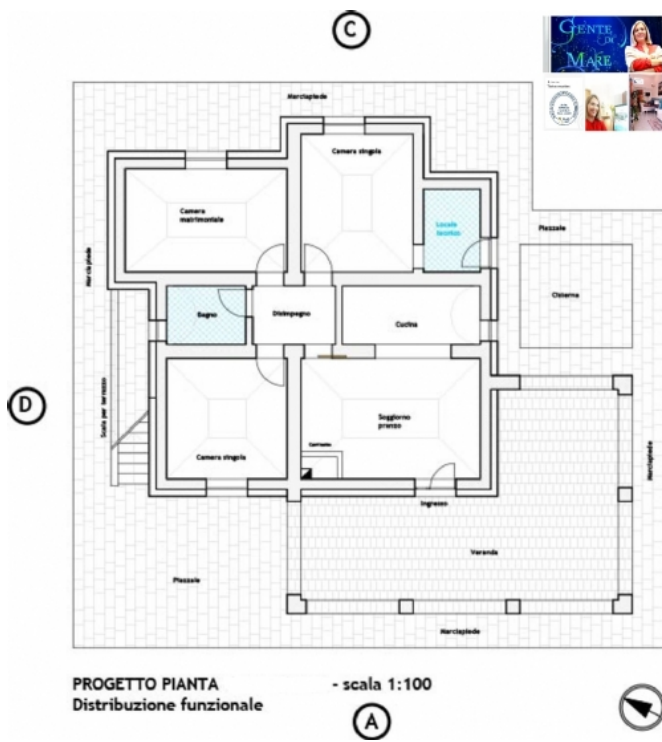 C
GENTE
DI
MARE
Marciapiede
Camera singola
Camera
matrimoniale
Locale
tecnico
Piazzale
Marciapiede
Cisterna
Bagno
Disimpegno
Cucina
D
Scala per terrazzo
Soggiorno
pranzo
Caminetto
Camera singola
Marciapiede
Ingresso
Veranda
Piazzale
Marciapiede
PROGETTO PIANTA - scala 1:100
Distribuzione funzionale
A